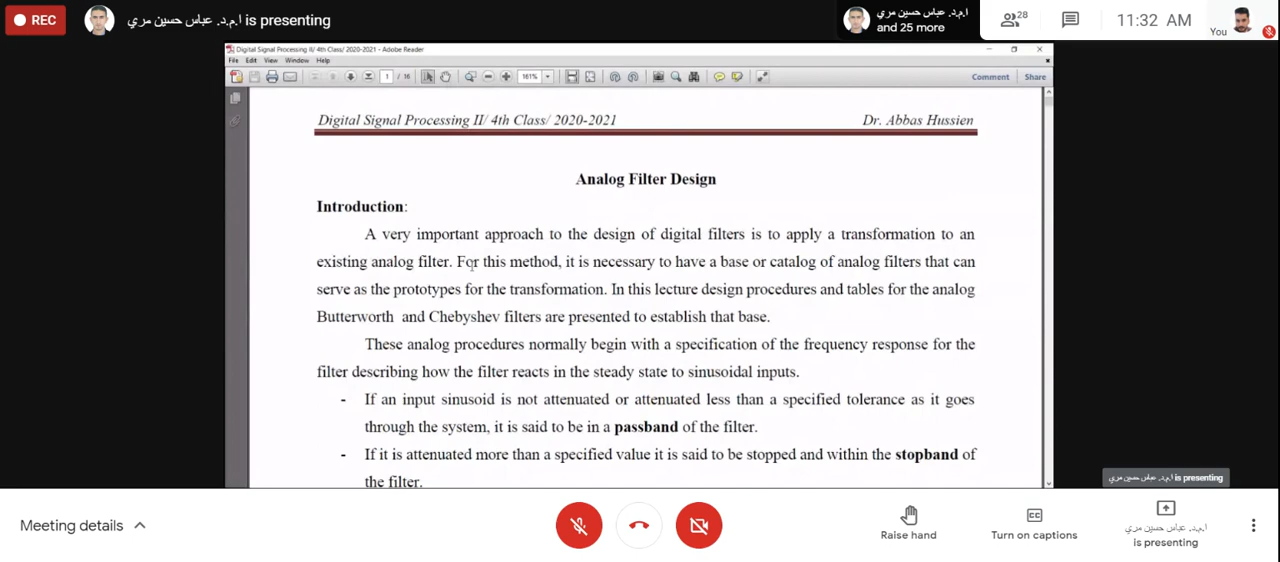 REC
ا.م.د. عباس حسين مري is presenting
ا.م.د. عباس حسين مري
and 25 more
28
11:32 AM
You
Digital Signal Processing II/ 4th Class/ 2020-2021 - Adobe Reader
File Edit View Window Help
1 / 16
161%
Comment Share
Digital Signal Processing II/ 4th Class/ 2020-2021 Dr. Abbas Hussien
Analog Filter Design
Introduction:
A very important approach to the design of digital filters is to apply a transformation to an
existing analog filter. For this method, it is necessary to have a base or catalog of analog filters that can
serve as the prototypes for the transformation. In this lecture design procedures and tables for the analog
Butterworth and Chebyshev filters are presented to establish that base.
These analog procedures normally begin with a specification of the frequency response for the
filter describing how the filter reacts in the steady state to sinusoidal inputs.
- If an input sinusoid is not attenuated or attenuated less than a specified tolerance as it goes
through the system, it is said to be in a passband of the filter.
- If it is attenuated more than a specified value it is said to be stopped and within the stopband of
the filter.
ا.م.د. عباس حسين مري is presenting
Meeting details
Raise hand
Turn on captions
ا.م.د. عباس حسين مري
is presenting